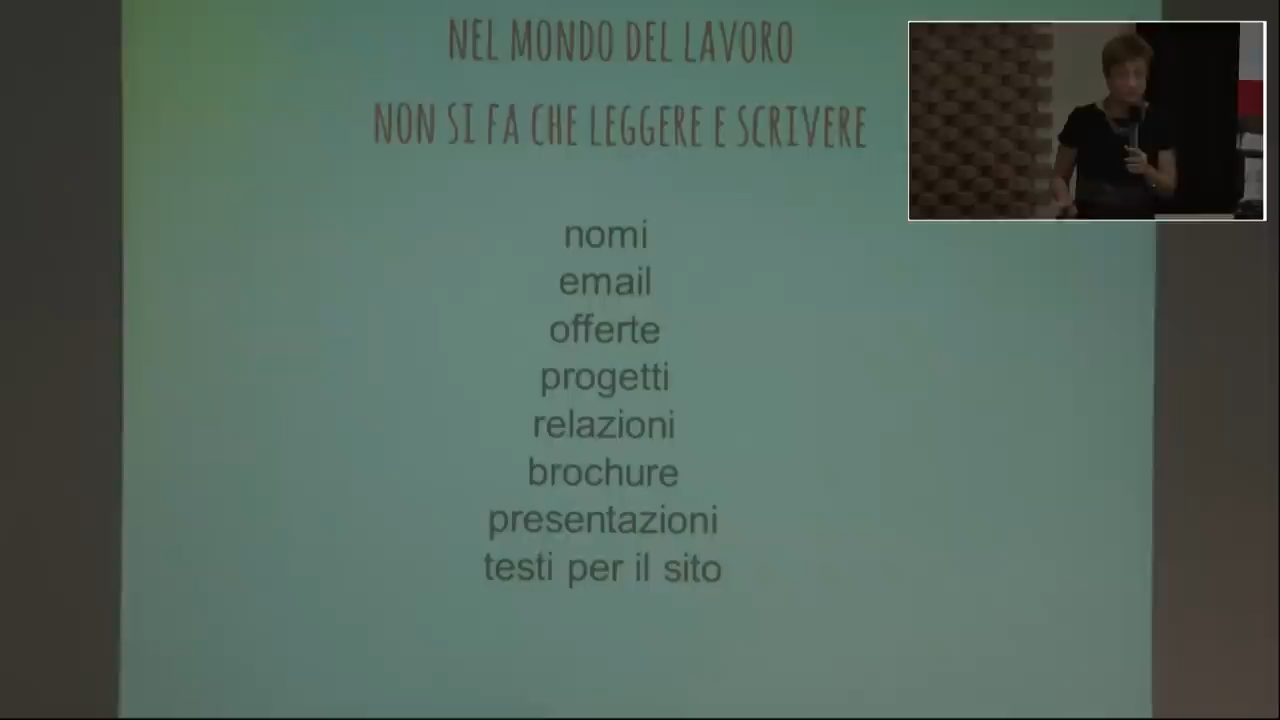 NEL MONDO DEL LAVORO
NON SI FA CHE LEGGERE E SCRIVERE
nomi
email
offerte
progetti
relazioni
brochure
presentazioni
testi per il sito